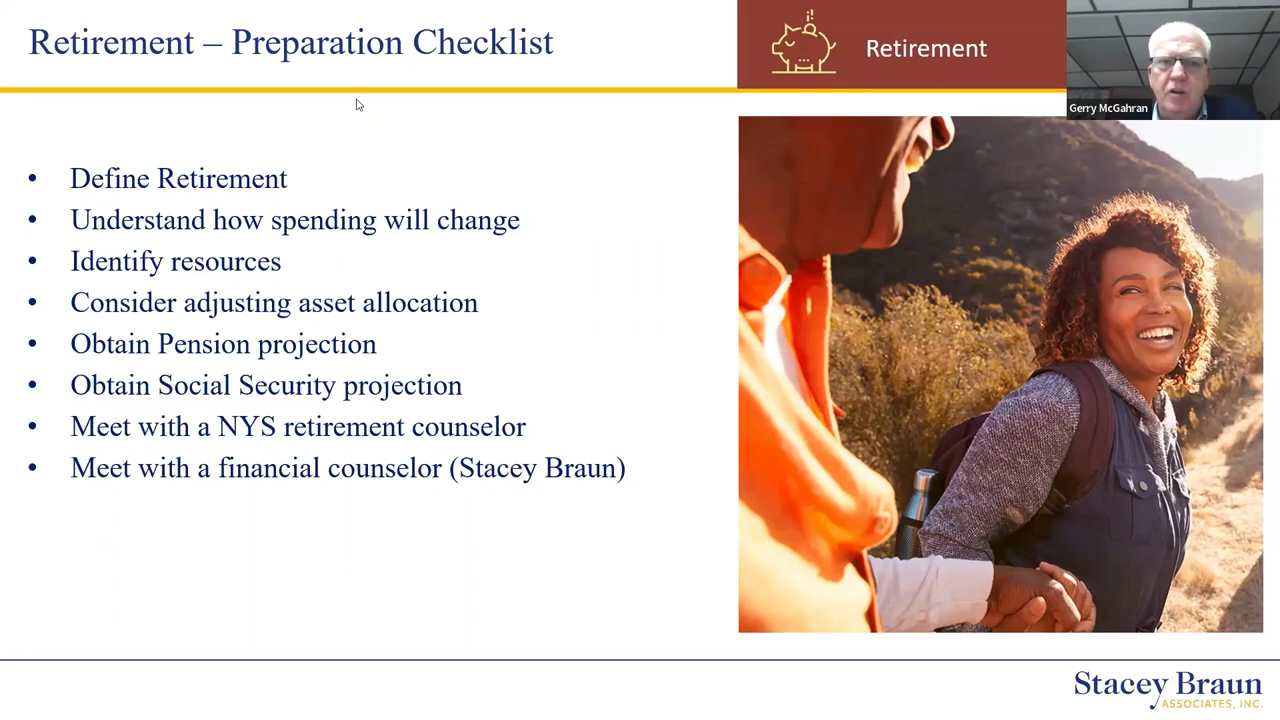 Retirement – Preparation Checklist
Retirement
Gerry McGahran
• Define Retirement
• Understand how spending will change
• Identify resources
• Consider adjusting asset allocation
• Obtain Pension projection
• Obtain Social Security projection
• Meet with a NYS retirement counselor
• Meet with a financial counselor (Stacey Braun)
Stacey Braun
ASSOCIATES, INC.